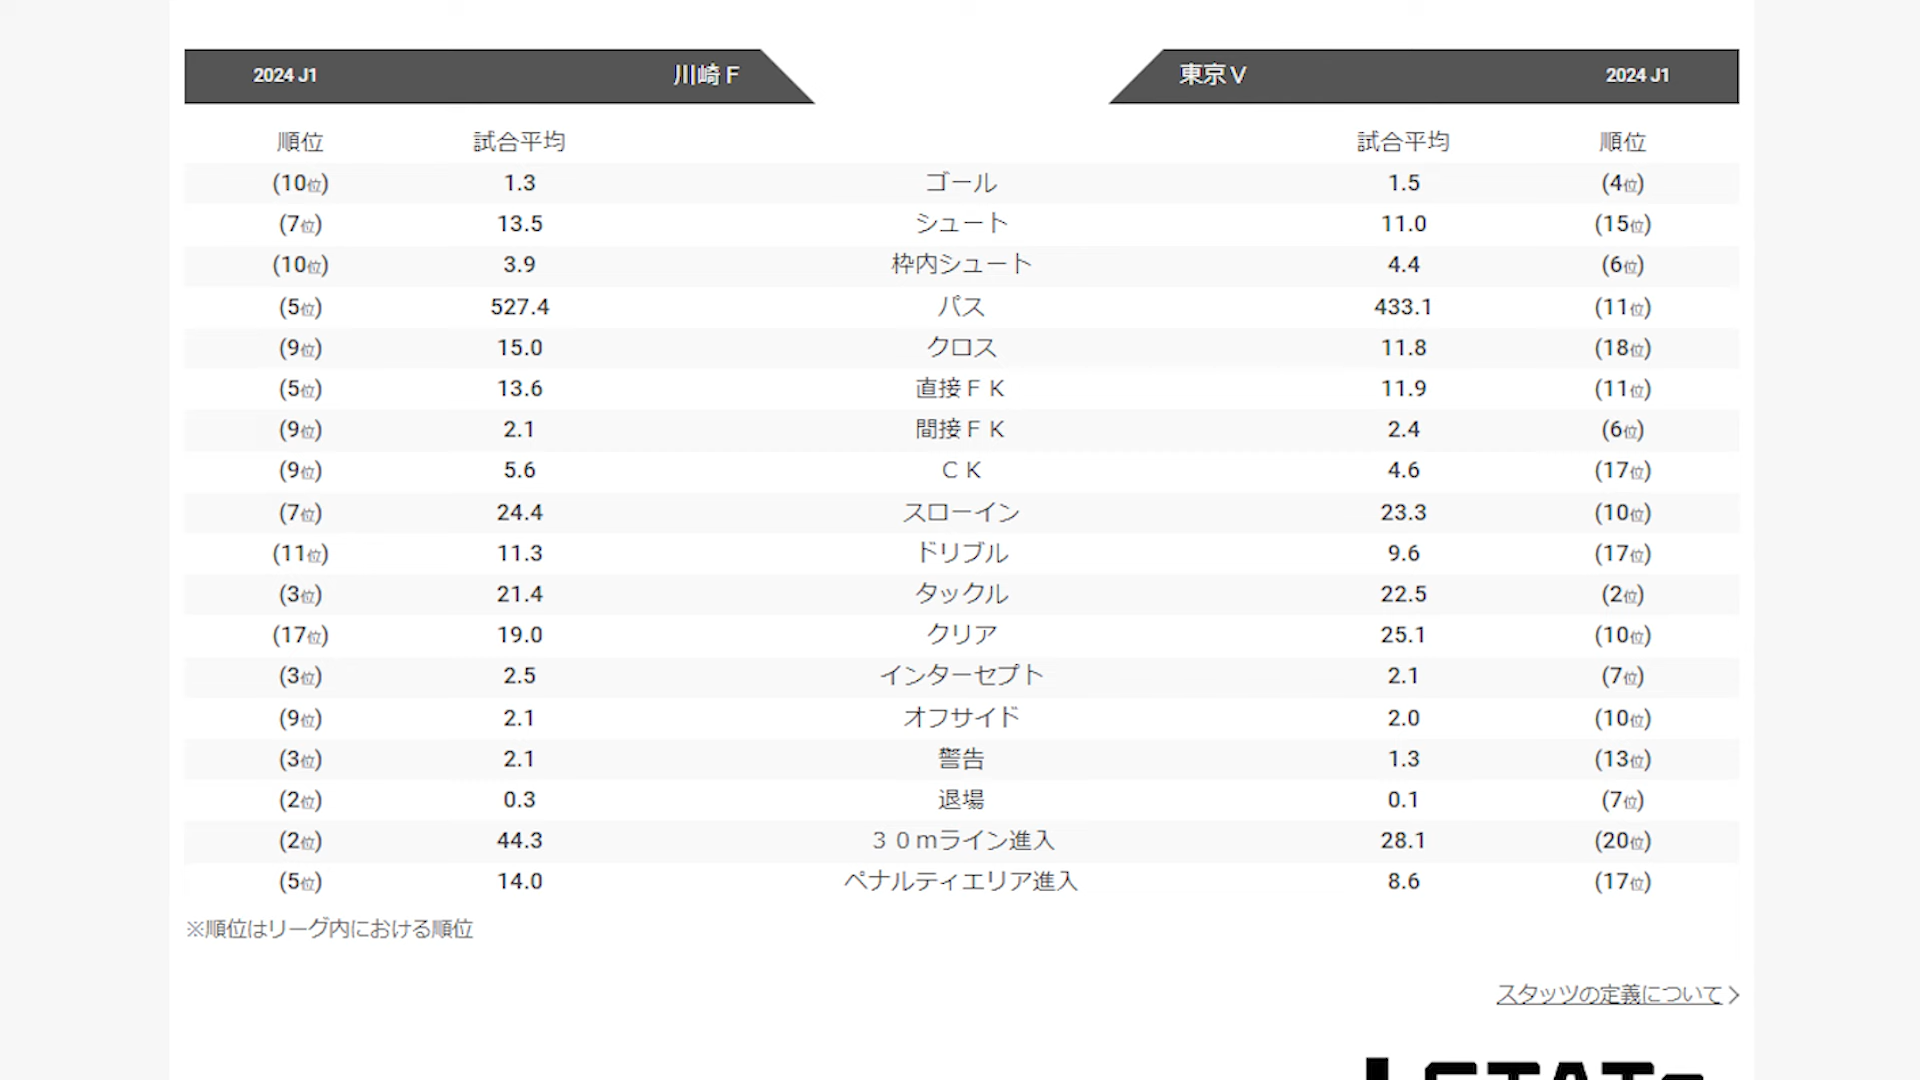 2024 J1 川崎Ｆ 東京Ｖ 2024 J1
順位 試合平均 試合平均 順位
(10位) 1.3 ゴール 1.5 (4位)
(7位) 13.5 シュート 11.0 (15位)
(10位) 3.9 枠内シュート 4.4 (6位)
(5位) 527.4 パス 433.1 (11位)
(9位) 15.0 クロス 11.8 (18位)
(5位) 13.6 直接ＦＫ 11.9 (11位)
(9位) 2.1 間接ＦＫ 2.4 (6位)
(9位) 5.6 ＣＫ 4.6 (17位)
(7位) 24.4 スローイン 23.3 (10位)
(11位) 11.3 ドリブル 9.6 (17位)
(3位) 21.4 タックル 22.5 (2位)
(17位) 19.0 クリア 25.1 (10位)
(3位) 2.5 インターセプト 2.1 (7位)
(9位) 2.1 オフサイド 2.0 (10位)
(3位) 2.1 警告 1.3 (13位)
(2位) 0.3 退場 0.1 (7位)
(2位) 44.3 ３０ｍライン進入 28.1 (20位)
(5位) 14.0 ペナルティエリア進入 8.6 (17位)
※順位はリーグ内における順位
スタッツの定義について